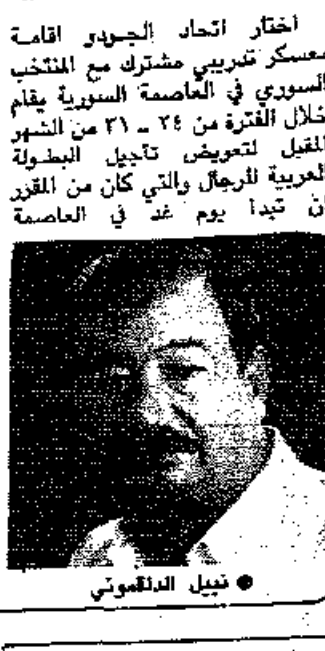 اختار اتحاد الجودو اقامة
معسكر تدريبي مشترك مع المنتخب
السوري في العاصمة السورية يقام
خلال الفترة من ٢٤ ــ ٣١ من الشهر
المقبل لتعويض تأجيل البطولة
العربية للرجال والتي كان من المقرر
ان تبدا يوم غد في العاصمة
● نبيل الدلقموني